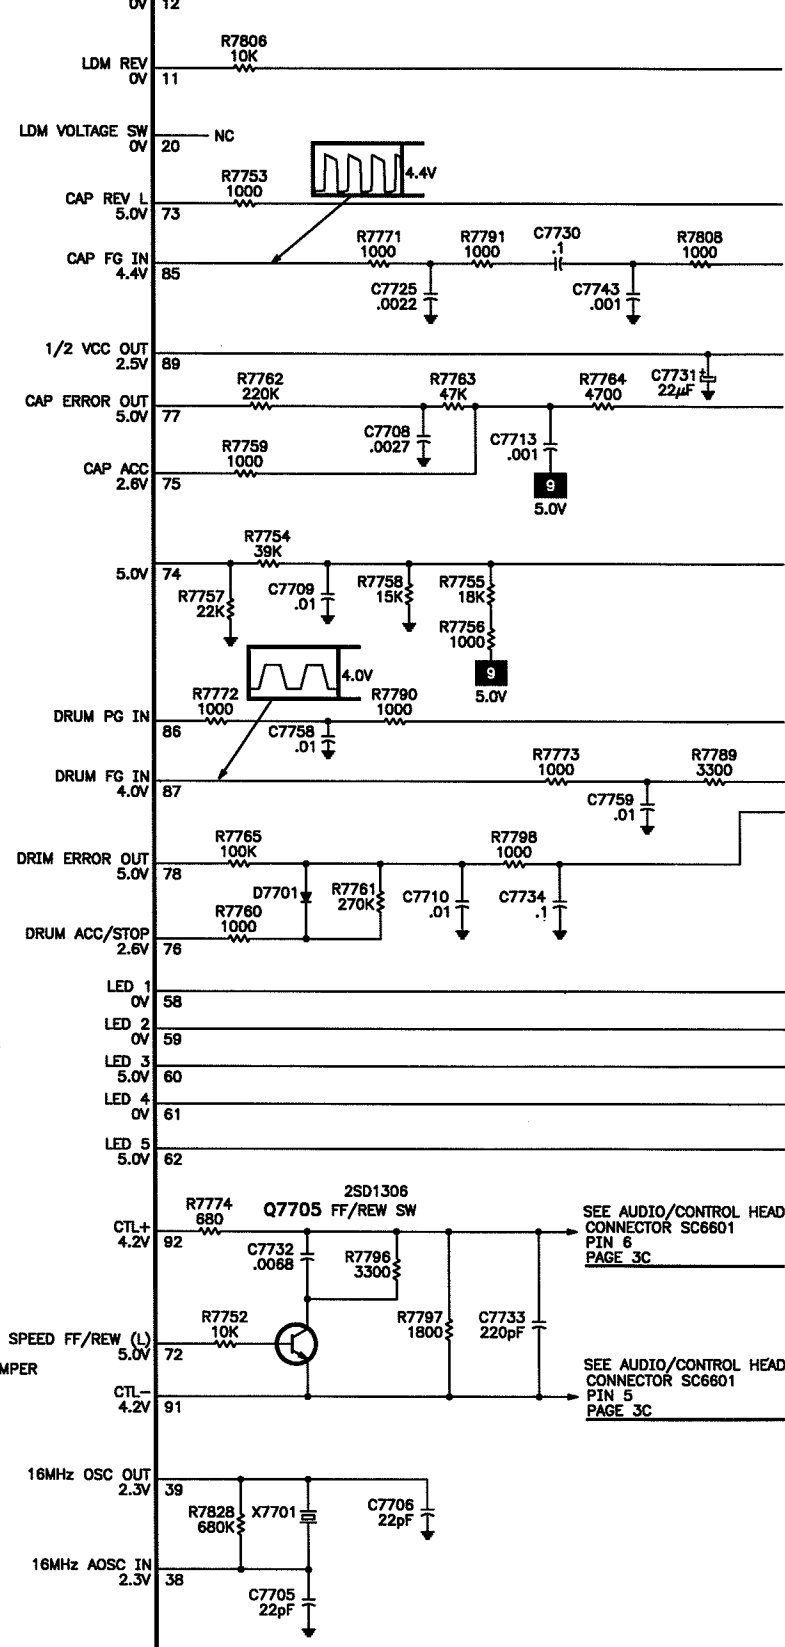 0V 12
R7806
10K
LDM REV
0V 11
LDM VOLTAGE SW NC
0V 20
4.4V
R7753
1000
CAP REV L
5.0V 73
R7771 R7791 C7730 R7808
1000 1000 .1 1000
CAP FG IN
4.4V 85
C7725 C7743
.0022 .001
1/2 VCC OUT
2.5V 89
R7762 R7763 R7764 C7731+
220K 47K 4700 22µF
CAP ERROR OUT
5.0V 77
C7708 C7713
.0027 .001
R7759
1000
CAP ACC
2.6V 75
9
5.0V
R7754
39K
5.0V 74
R7757 C7709 R7758 R7755
22K .01 15K 18K
R7756
1000
9
5.0V
4.0V
R7772 R7790
1000 1000
DRUM PG IN
86
C7758
.01
R7773 R7789
1000 3300
DRUM FG IN
4.0V 87
C7759
.01
R7765 R7798
100K 1000
DRIM ERROR OUT
5.0V 78
D7701 R7761 C7710 C7734
270K .01 .1
R7760
1000
DRUM ACC/STOP
2.6V 76
LED 1
0V 58
LED 2
0V 59
LED 3
5.0V 60
LED 4
0V 61
LED 5
5.0V 62
2SD1306
R7774 Q7705 FF/REW SW
680
CTL+
4.2V 92
SEE AUDIO/CONTROL HEAD
CONNECTOR SC6601
PIN 6
PAGE 3C
C7732 R7796
.0068 3300
R7752 R7797 C7733
10K 1800 220pF
SPEED FF/REW (L)
5.0V 72
MPER
CTL-
4.2V 91
SEE AUDIO/CONTROL HEAD
CONNECTOR SC6601
PIN 5
PAGE 3C
16MHz OSC OUT
2.3V 39
R7828 X7701 C7706
680K 22pF
16MHz AOSC IN
2.3V 38
C7705
22pF